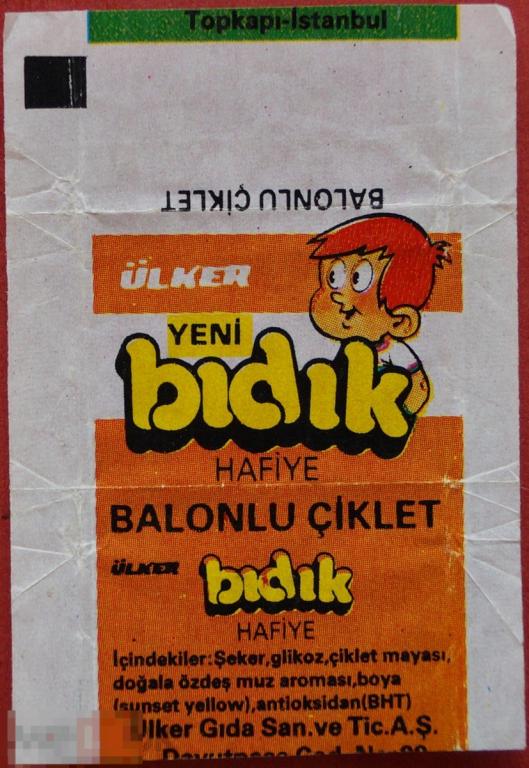 Topkapı-İstanbul
BALONLU ÇİKLET
ÜLKER
YENİ
bıdık
HAFİYE
BALONLU ÇİKLET
ÜLKER bıdık
HAFİYE
İçindekiler:Şeker,glikoz,çiklet mayası,
doğala özdeş muz aroması,boya
(sunset yellow),antioksidan(BHT)
Ülker Gıda San.ve Tic.A.Ş.